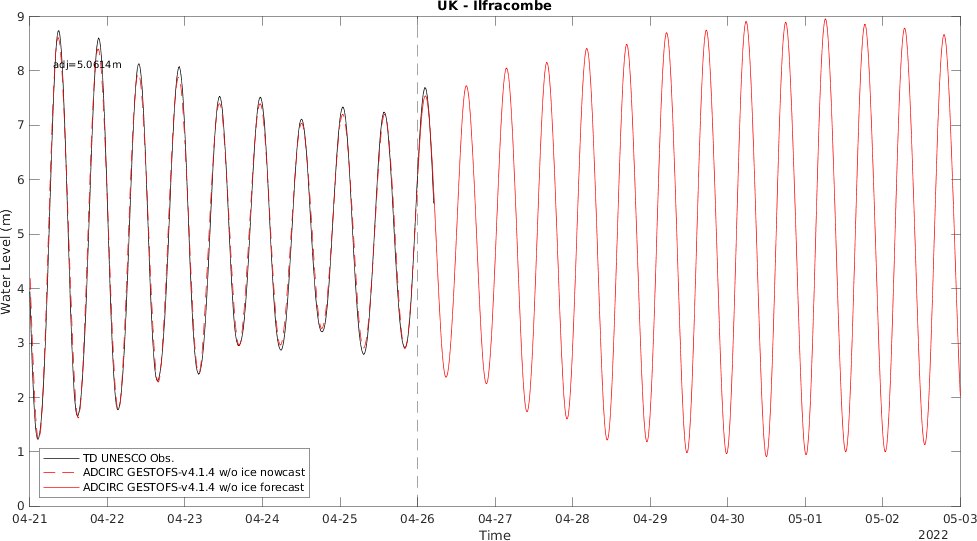 UK - Ilfracombe
adj=5.0614m
Water Level (m)
9
8
7
6
5
4
3
2
1
0
TD UNESCO Obs.
ADCIRC GESTOFS-v4.1.4 w/o ice nowcast
ADCIRC GESTOFS-v4.1.4 w/o ice forecast
04-21 04-22 04-23 04-24 04-25 04-26 04-27 04-28 04-29 04-30 05-01 05-02 05-03
Time
2022